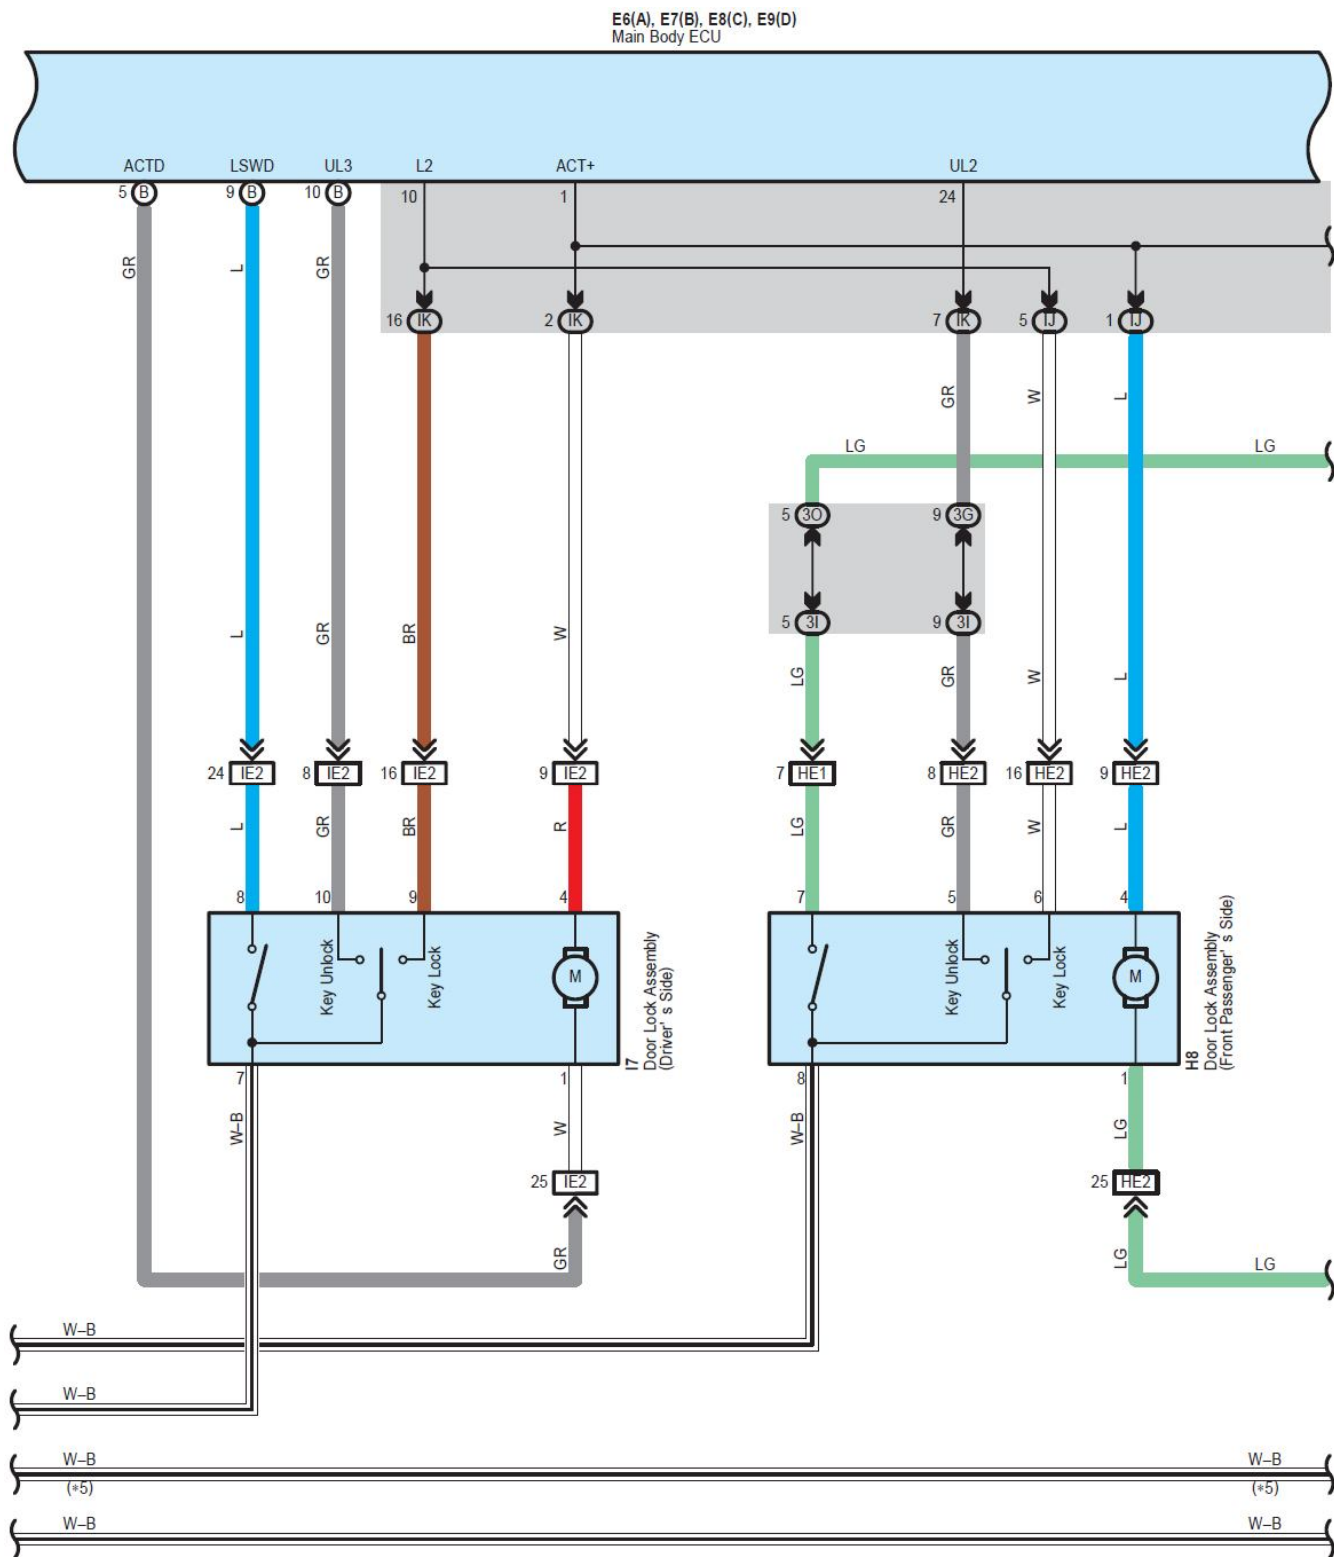 E6(A), E7(B), E8(C), E9(D)
Main Body ECU
ACTD LSWD UL3 L2 ACT+ UL2
5 B 9 B 10 B 10 1 24
GR L GR
16 IK 2 IK 7 IK 5 IJ 1 IJ
GR W L
LG LG
5 3O 9 3G
5 3I 9 3I
L GR BR W LG GR W L
24 IE2 8 IE2 16 IE2 9 IE2 7 HE1 8 HE2 16 HE2 9 HE2
L GR BR R LG GR W L
8 10 9 4 7 5 6 4
Key Unlock Key Lock M Key Unlock Key Lock M
I7
Door Lock Assembly
(Driver' s Side)
H8
Door Lock Assembly
(Front Passenger' s Side)
7 1 8 1
W–B W W–B LG
25 IE2 25 HE2
GR LG LG
W–B
W–B
W–B W–B
(*5) (*5)
W–B W–B